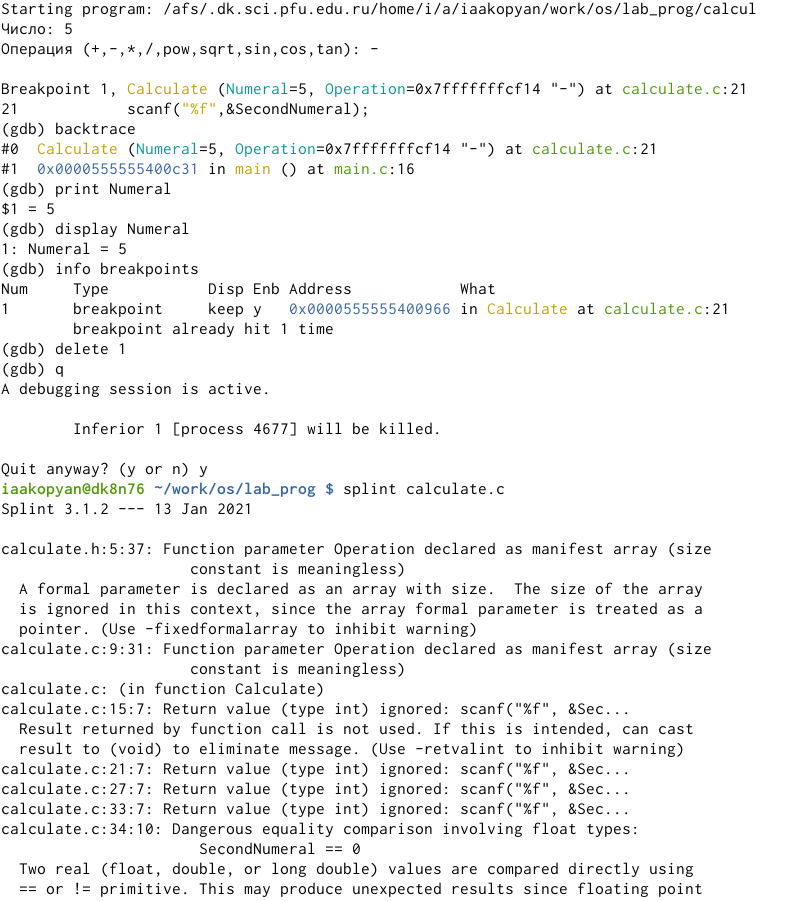 Starting program: /afs/.dk.sci.pfu.edu.ru/home/i/a/iaakopyan/work/os/lab_prog/calcul
Число: 5
Операция (+,-,*,/,pow,sqrt,sin,cos,tan): -
Breakpoint 1, Calculate (Numeral=5, Operation=0x7fffffffcf14 "-") at calculate.c:21
21            scanf("%f",&SecondNumeral);
(gdb) backtrace
#0  Calculate (Numeral=5, Operation=0x7fffffffcf14 "-") at calculate.c:21
#1  0x0000555555400c31 in main () at main.c:16
(gdb) print Numeral
$1 = 5
(gdb) display Numeral
1: Numeral = 5
(gdb) info breakpoints
Num     Type           Disp Enb Address            What
1       breakpoint     keep y   0x0000555555400966 in Calculate at calculate.c:21
        breakpoint already hit 1 time
(gdb) delete 1
(gdb) q
A debugging session is active.
        Inferior 1 [process 4677] will be killed.
Quit anyway? (y or n) y
iaakopyan@dk8n76 ~/work/os/lab_prog $ splint calculate.c
Splint 3.1.2 --- 13 Jan 2021
calculate.h:5:37: Function parameter Operation declared as manifest array (size
                     constant is meaningless)
  A formal parameter is declared as an array with size.  The size of the array
  is ignored in this context, since the array formal parameter is treated as a
  pointer. (Use -fixedformalarray to inhibit warning)
calculate.c:9:31: Function parameter Operation declared as manifest array (size
                     constant is meaningless)
calculate.c: (in function Calculate)
calculate.c:15:7: Return value (type int) ignored: scanf("%f", &Sec...
  Result returned by function call is not used. If this is intended, can cast
  result to (void) to eliminate message. (Use -retvalint to inhibit warning)
calculate.c:21:7: Return value (type int) ignored: scanf("%f", &Sec...
calculate.c:27:7: Return value (type int) ignored: scanf("%f", &Sec...
calculate.c:33:7: Return value (type int) ignored: scanf("%f", &Sec...
calculate.c:34:10: Dangerous equality comparison involving float types:
                      SecondNumeral == 0
  Two real (float, double, or long double) values are compared directly using
  == or != primitive. This may produce unexpected results since floating point